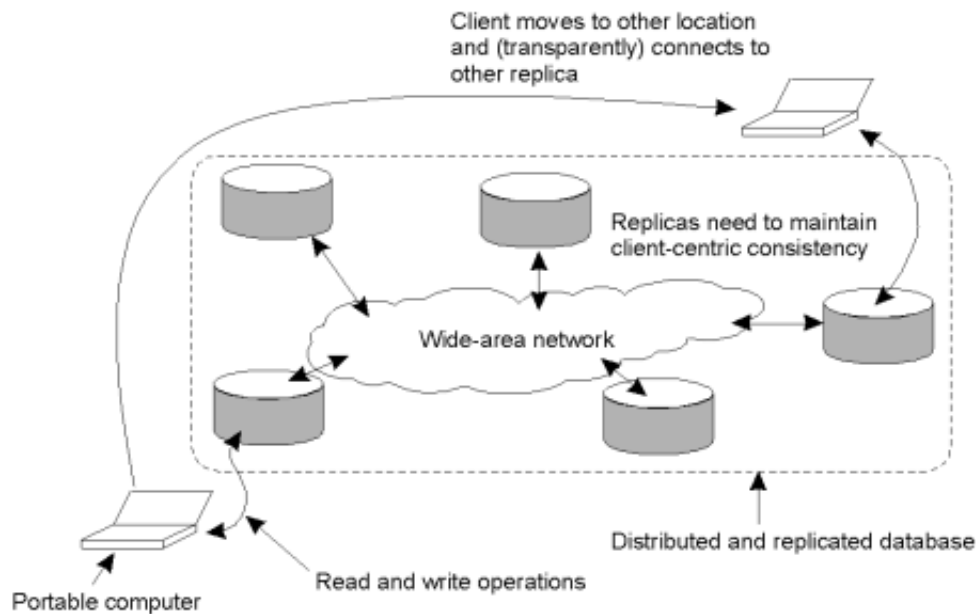 Client moves to other location
and (transparently) connects to
other replica
Replicas need to maintain
client-centric consistency
Wide-area network
Distributed and replicated database
Read and write operations
Portable computer